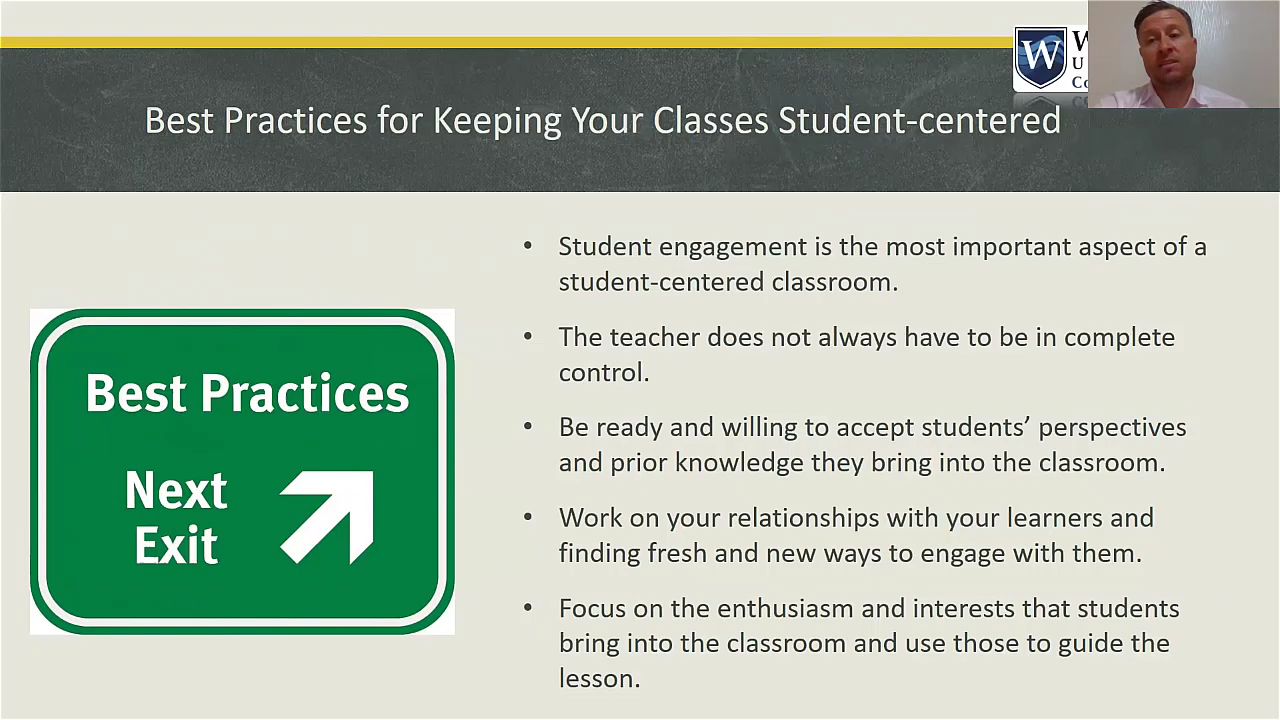 W
U
Best Practices for Keeping Your Classes Student-centered
• Student engagement is the most important aspect of a
student-centered classroom.
• The teacher does not always have to be in complete
control.
• Be ready and willing to accept students’ perspectives
and prior knowledge they bring into the classroom.
• Work on your relationships with your learners and
finding fresh and new ways to engage with them.
• Focus on the enthusiasm and interests that students
bring into the classroom and use those to guide the
lesson.
Best Practices
Next
Exit